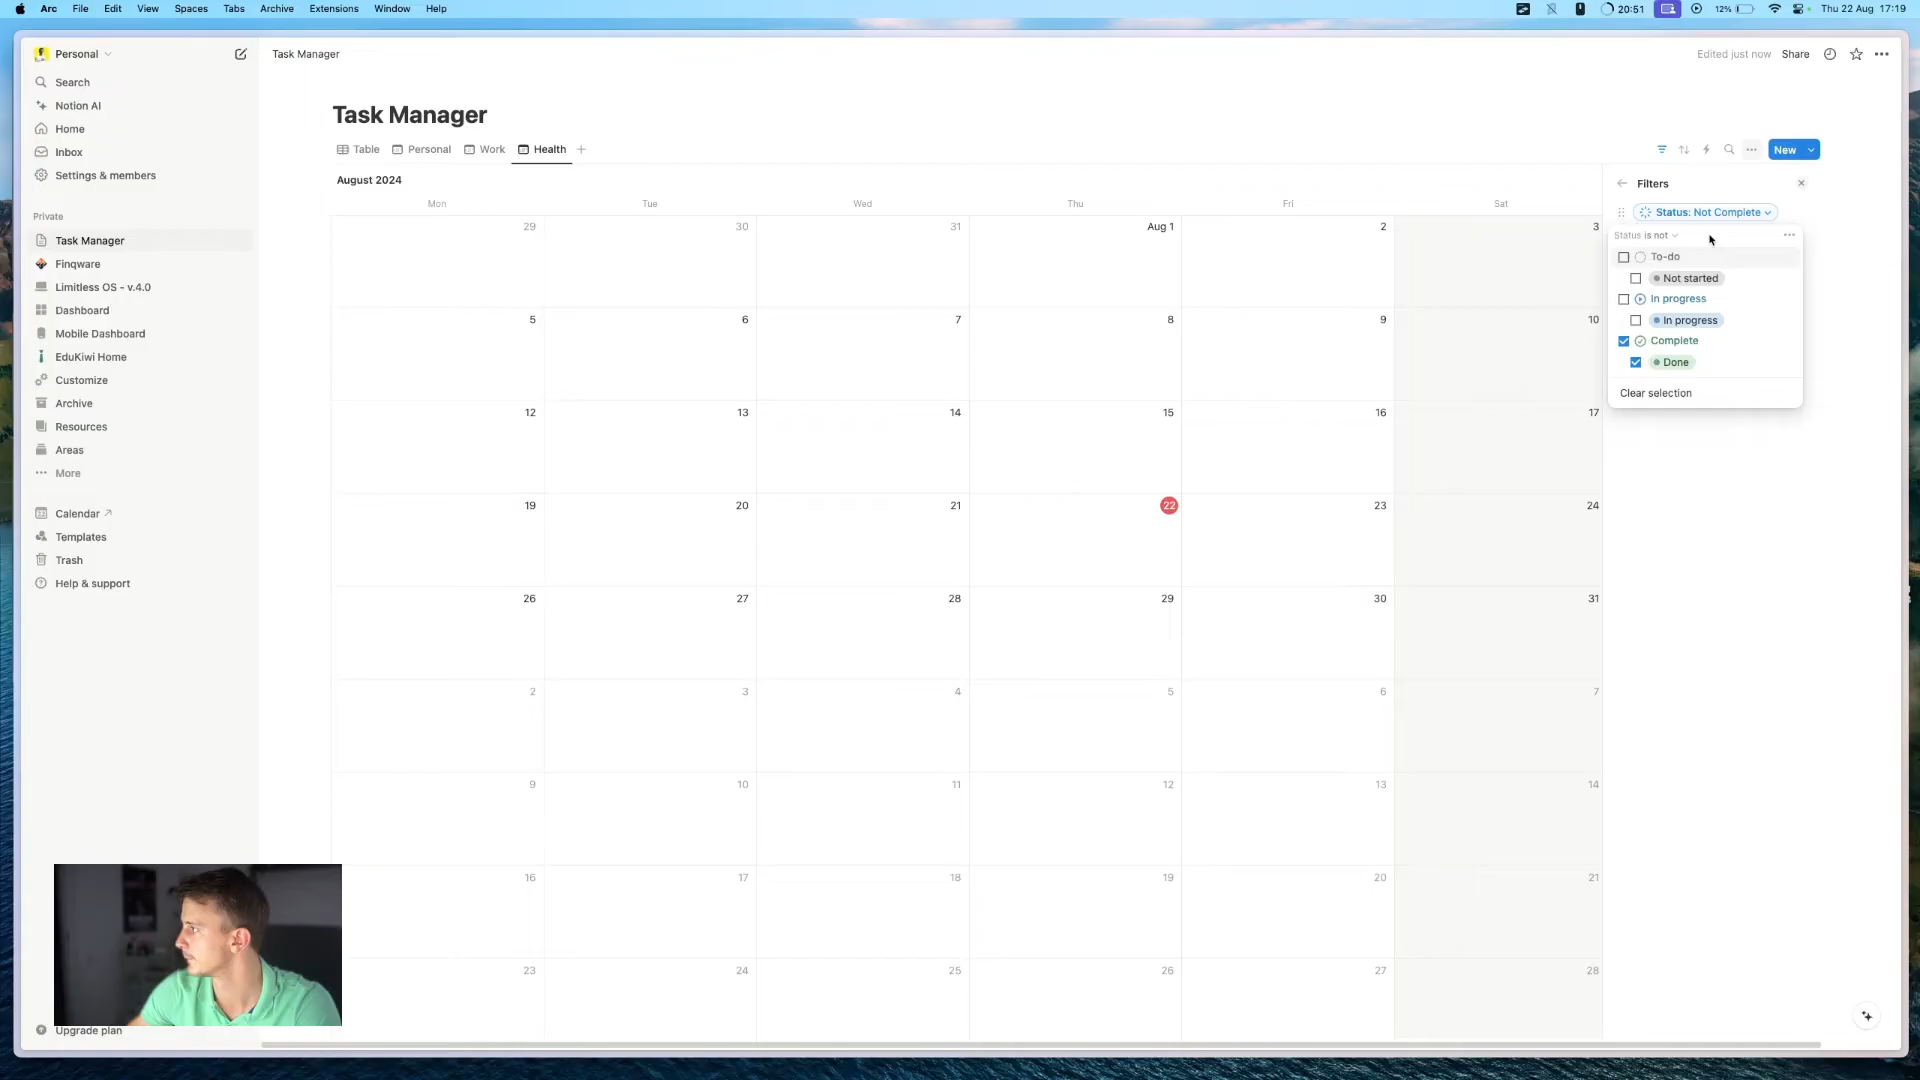 Arc File Edit View Spaces Tabs Archive Extensions Window Help 20:51 12% Thu 22 Aug 17:19
Personal
Search
Notion AI
Home
Inbox
Settings & members
Private
Task Manager
Finqware
Limitless OS - v.4.0
Dashboard
Mobile Dashboard
EduKiwi Home
Customize
Archive
Resources
Areas
More
Calendar
Templates
Trash
Help & support
Upgrade plan
Task Manager
Edited just now Share
Task Manager
Table Personal Work Health
New
August 2024
Mon Tue Wed Thu Fri Sat
29 30 31 Aug 1 2 3
5 6 7 8 9 10
12 13 14 15 16 17
19 20 21 22 23 24
26 27 28 29 30 31
2 3 4 5 6 7
9 10 11 12 13 14
16 17 18 19 20 21
23 24 25 26 27 28
Filters
Status: Not Complete
Status is not
To-do
Not started
In progress
In progress
Complete
Done
Clear selection